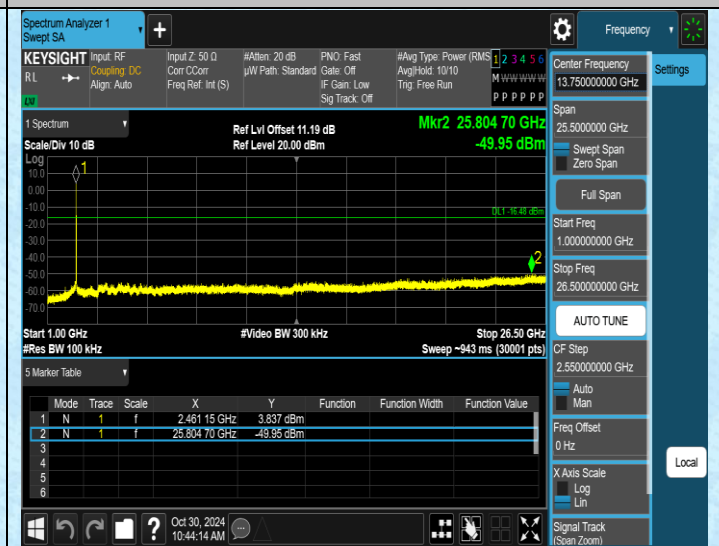 Spectrum Analyzer 1
Swept SA
Frequency
KEYSIGHT
R L
LXI
Input: RF
Coupling: DC
Align: Auto
Input Z: 50 Ω
Corr CCorr
Freq Ref: Int (S)
#Atten: 20 dB
µW Path: Standard
PNO: Fast
Gate: Off
IF Gain: Low
Sig Track: Off
#Avg Type: Power (RMS
Avg|Hold: 10/10
Trig: Free Run
1 2 3 4 5 6
M W W W W W
P P P P P P
1 Spectrum
Scale/Div 10 dB
Ref Lvl Offset 11.19 dB
Ref Level 20.00 dBm
Mkr2 25.804 70 GHz
-49.95 dBm
Log
10.0
0.00
-10.0
-20.0
-30.0
-40.0
-50.0
-60.0
-70.0
1
2
DL1 -16.48 dBm
Start 1.00 GHz
#Res BW 100 kHz
#Video BW 300 kHz
Stop 26.50 GHz
Sweep ~943 ms (30001 pts)
5 Marker Table
Mode Trace Scale X Y Function Function Width Function Value
1 N 1 f 2.461 15 GHz 3.837 dBm
2 N 1 f 25.804 70 GHz -49.95 dBm
3
4
5
6
Oct 30, 2024
10:44:14 AM
Center Frequency
13.750000000 GHz
Settings
Span
25.5000000 GHz
Swept Span
Zero Span
Full Span
Start Freq
1.000000000 GHz
Stop Freq
26.500000000 GHz
AUTO TUNE
CF Step
2.550000000 GHz
Auto
Man
Freq Offset
0 Hz
X Axis Scale
Log
Lin
Local
Signal Track
(Span Zoom)